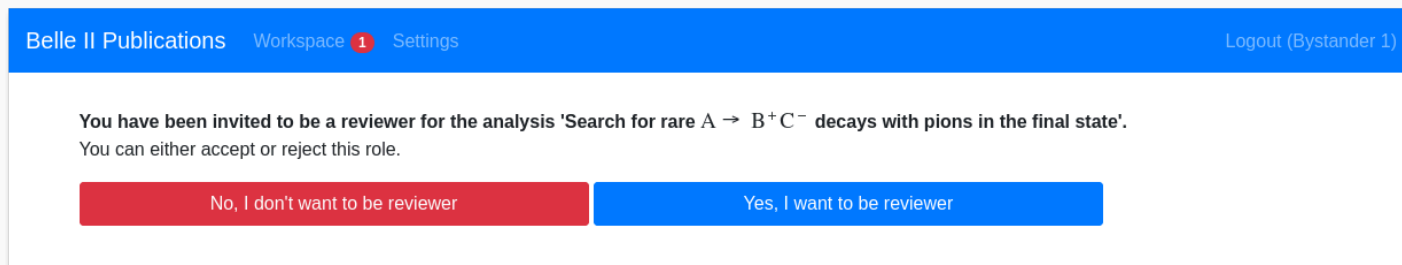 Belle II Publications Workspace 1 Settings Logout (Bystander 1)
You have been invited to be a reviewer for the analysis 'Search for rare A → B⁺C⁻ decays with pions in the final state'.
You can either accept or reject this role.
No, I don't want to be reviewer Yes, I want to be reviewer